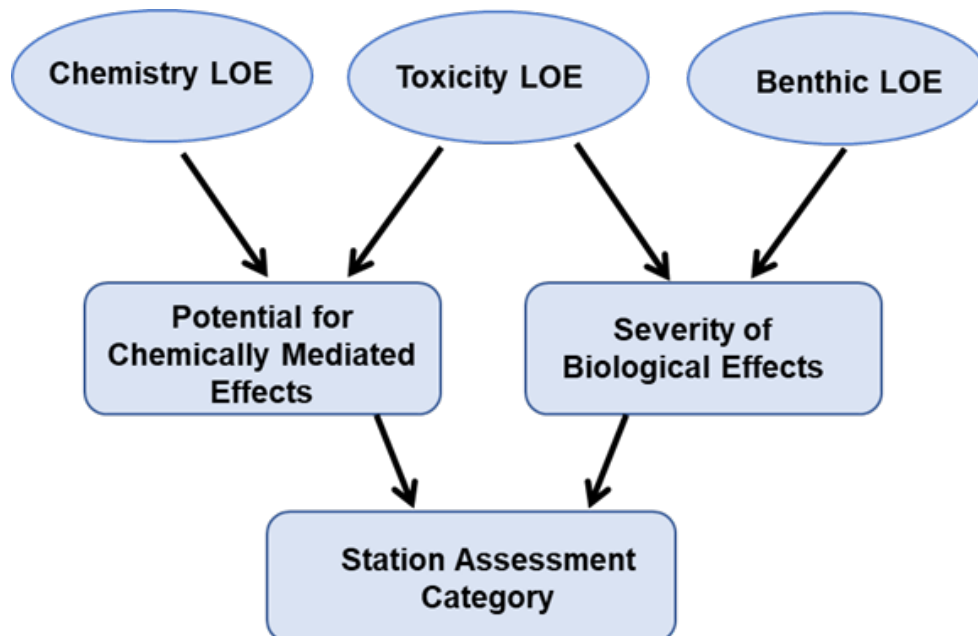 Chemistry LOE
Toxicity LOE
Benthic LOE
Potential for
Chemically Mediated
Effects
Severity of
Biological Effects
Station Assessment
Category